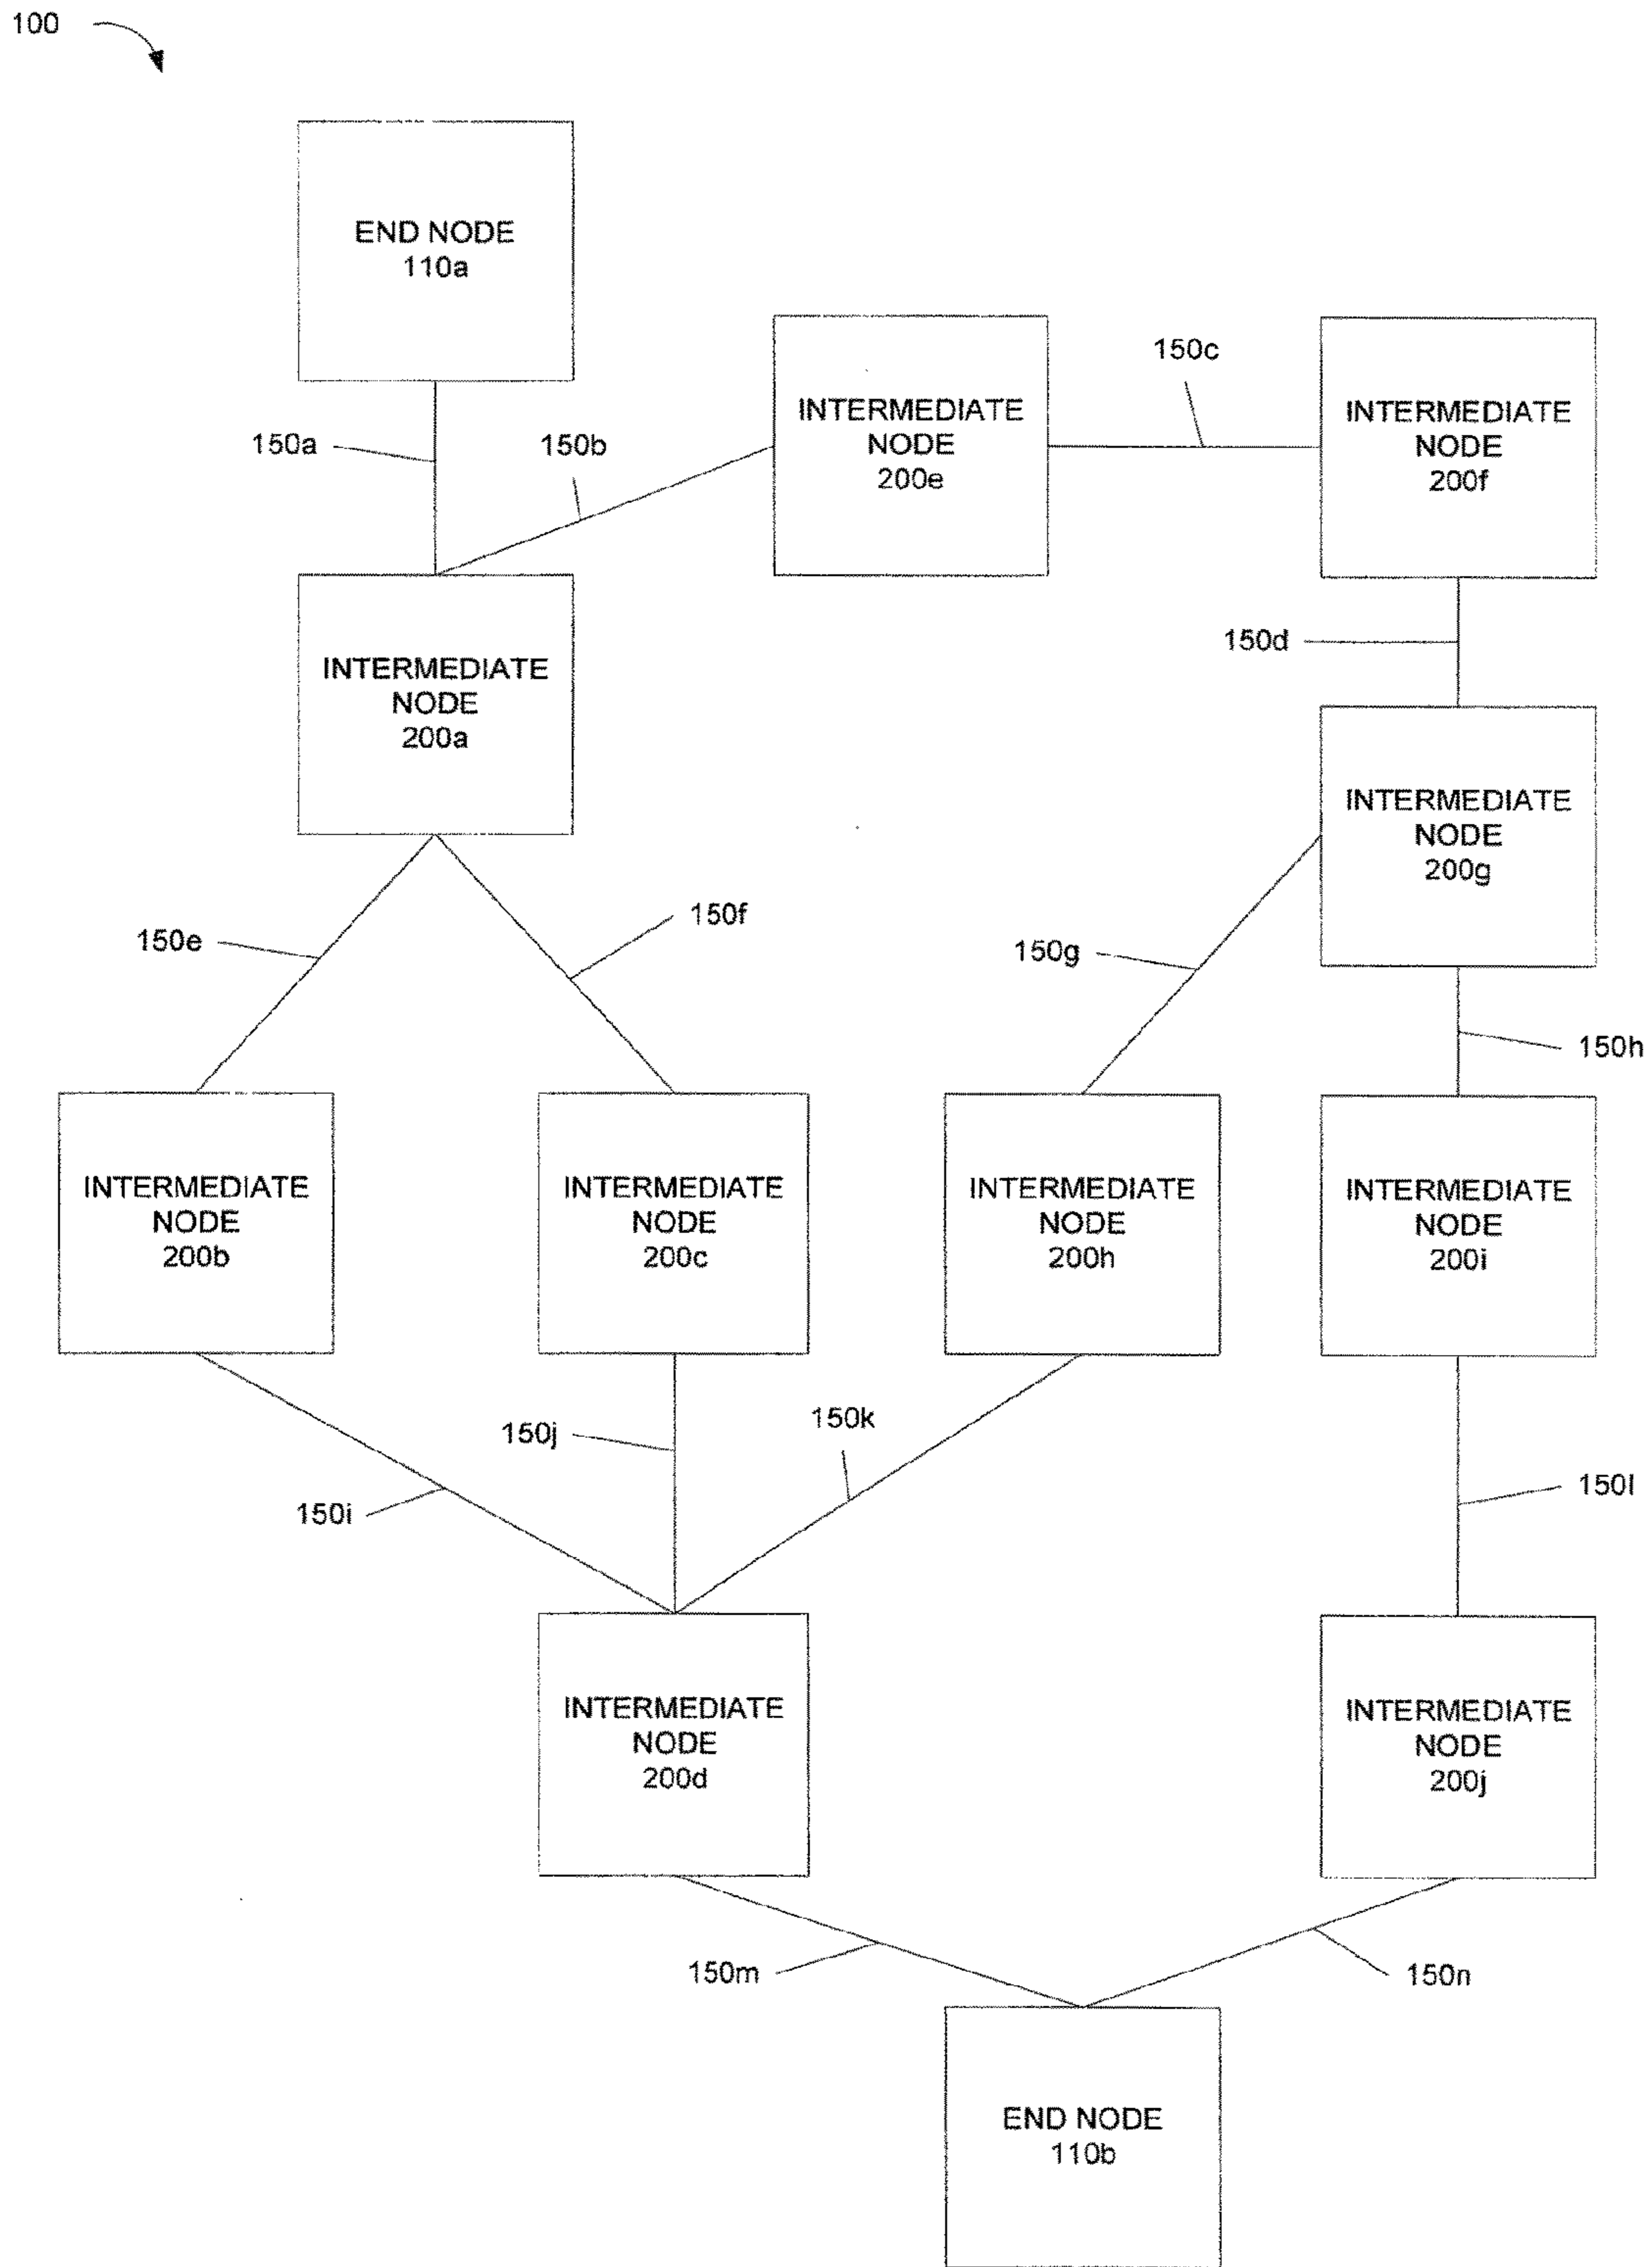 100
END NODE
110a
150c
INTERMEDIATE
NODE
200e
INTERMEDIATE
NODE
200f
150a
150b
150d
INTERMEDIATE
NODE
200a
INTERMEDIATE
NODE
200g
150e
150f
150g
150h
INTERMEDIATE
NODE
200b
INTERMEDIATE
NODE
200c
INTERMEDIATE
NODE
200h
INTERMEDIATE
NODE
200i
150i
150j
150k
150l
INTERMEDIATE
NODE
200d
INTERMEDIATE
NODE
200j
150m
150n
END NODE
110b